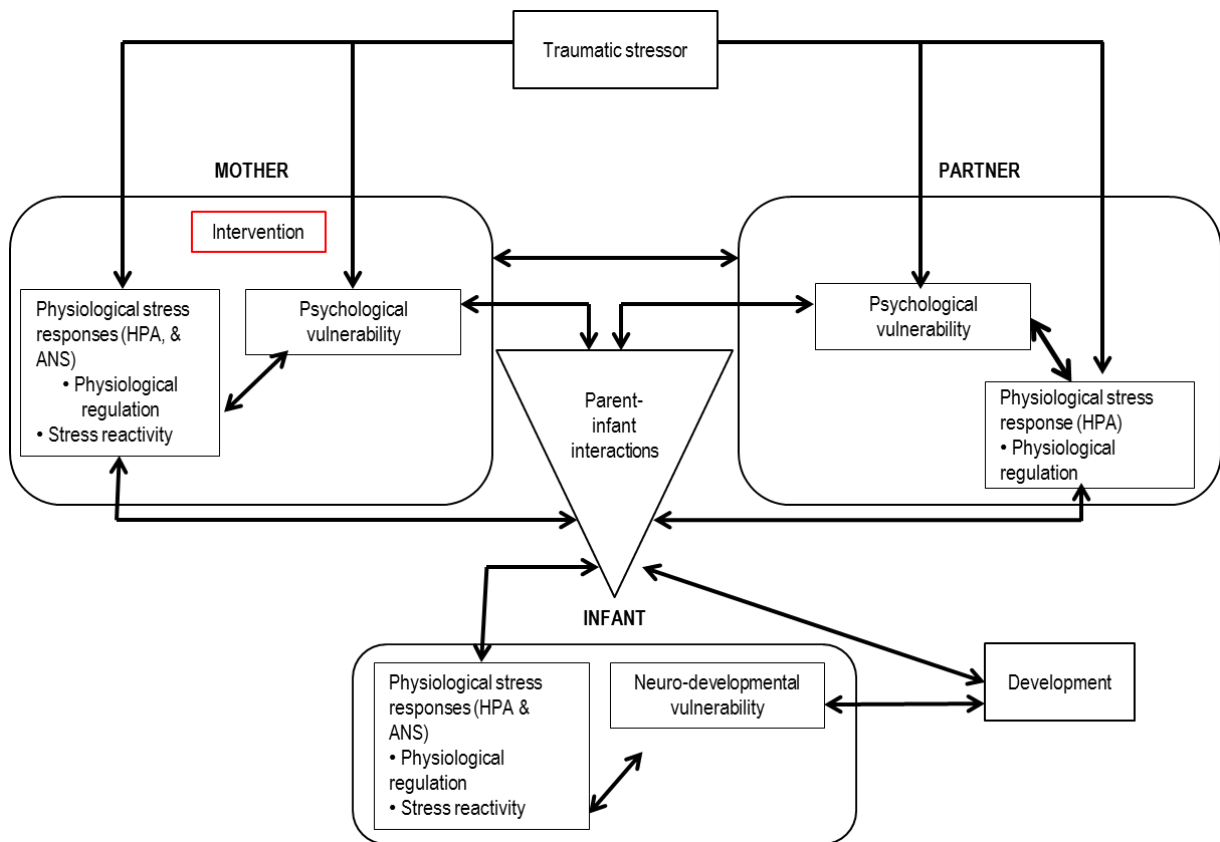 Traumatic stressor
MOTHER
PARTNER
Intervention
Physiological stress
responses (HPA, &
ANS)
• Physiological
regulation
• Stress reactivity
Psychological
vulnerability
Psychological
vulnerability
Physiological stress
response (HPA)
• Physiological
regulation
Parent-
infant
interactions
INFANT
Physiological stress
responses (HPA &
ANS)
• Physiological
regulation
• Stress reactivity
Neuro-developmental
vulnerability
Development